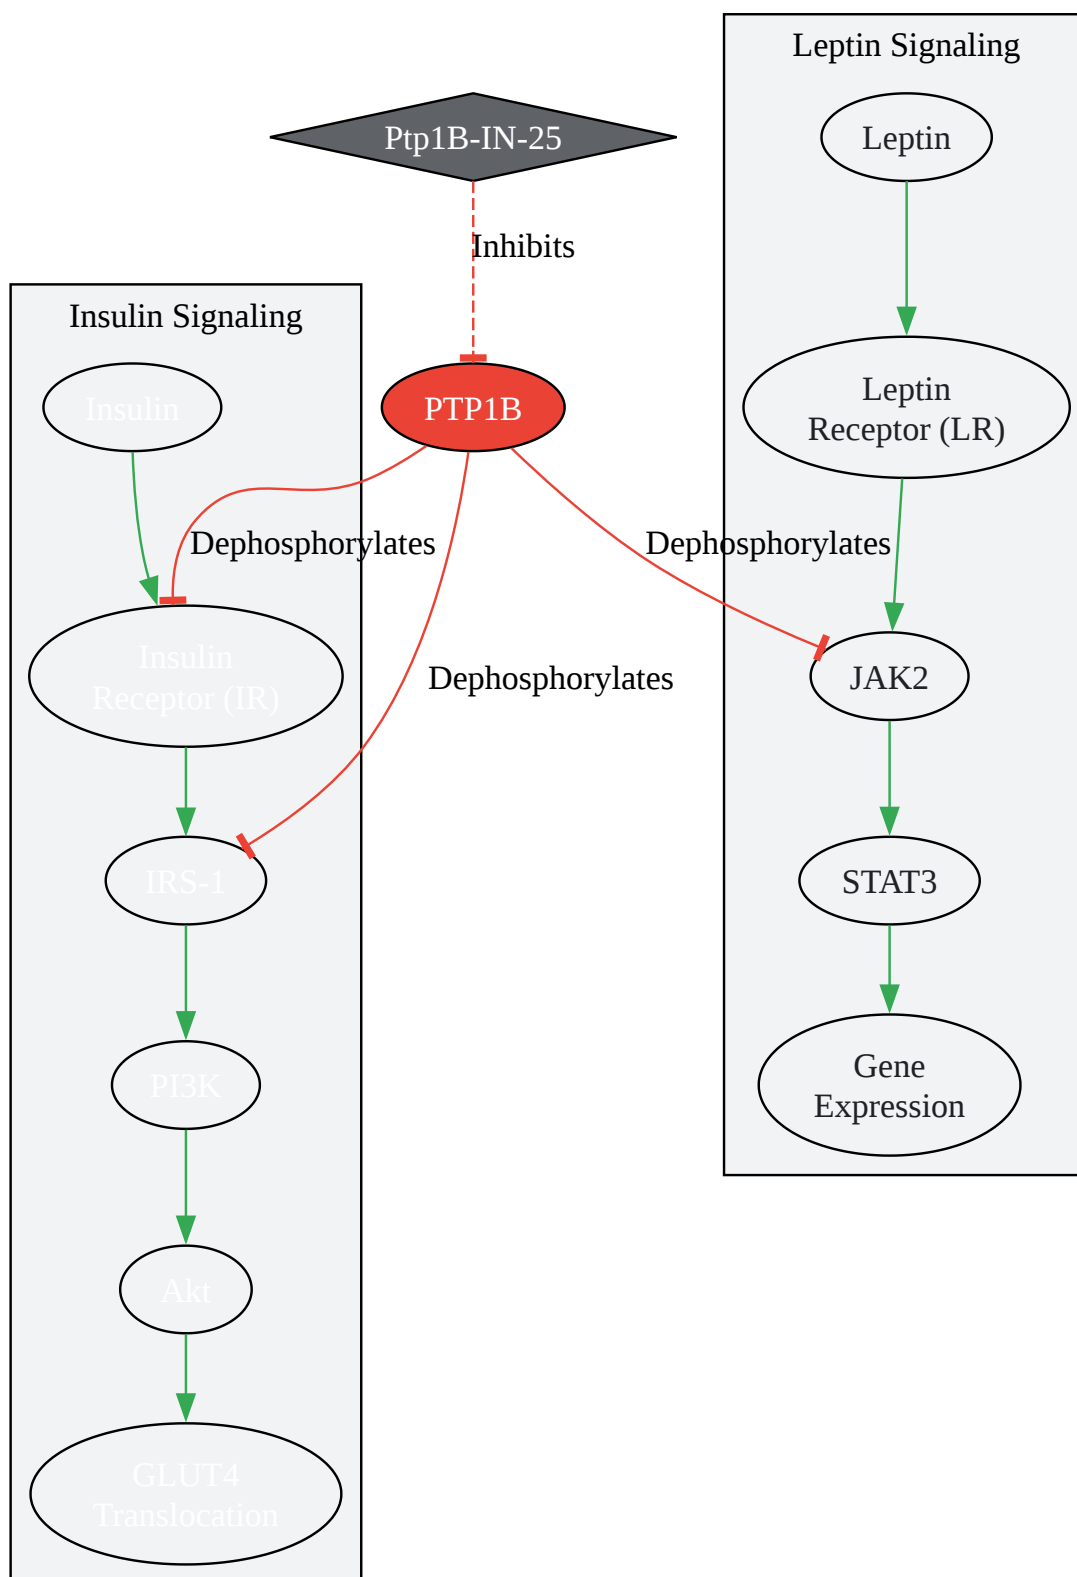 Leptin Signaling
Ptp1B-IN-25
Leptin
Inhibits
Insulin Signaling
Insulin
PTP1B
Leptin
Receptor (LR)
Dephosphorylates
Dephosphorylates
Insulin
Receptor (IR)
Dephosphorylates
JAK2
IRS-1
STAT3
PI3K
Gene
Expression
Akt
GLUT4
Translocation